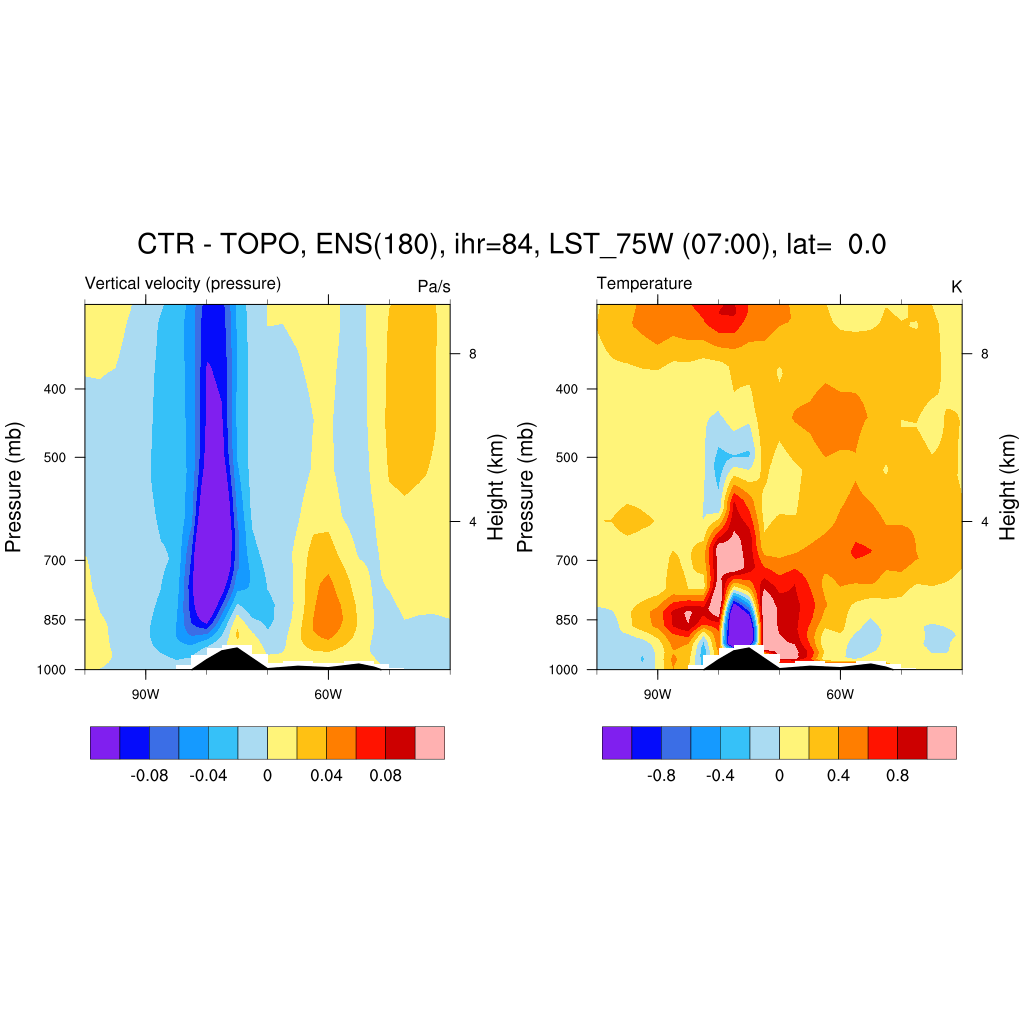 CTR - TOPO, ENS(180), ihr=84, LST_75W (07:00), lat=  0.0
Vertical velocity (pressure)
Pa/s
Pressure (mb)
400
500
700
850
1000
90W
60W
8
4
Height (km)
-0.08
-0.04
0
0.04
0.08
Temperature
K
Pressure (mb)
400
500
700
850
1000
90W
60W
8
4
Height (km)
-0.8
-0.4
0
0.4
0.8